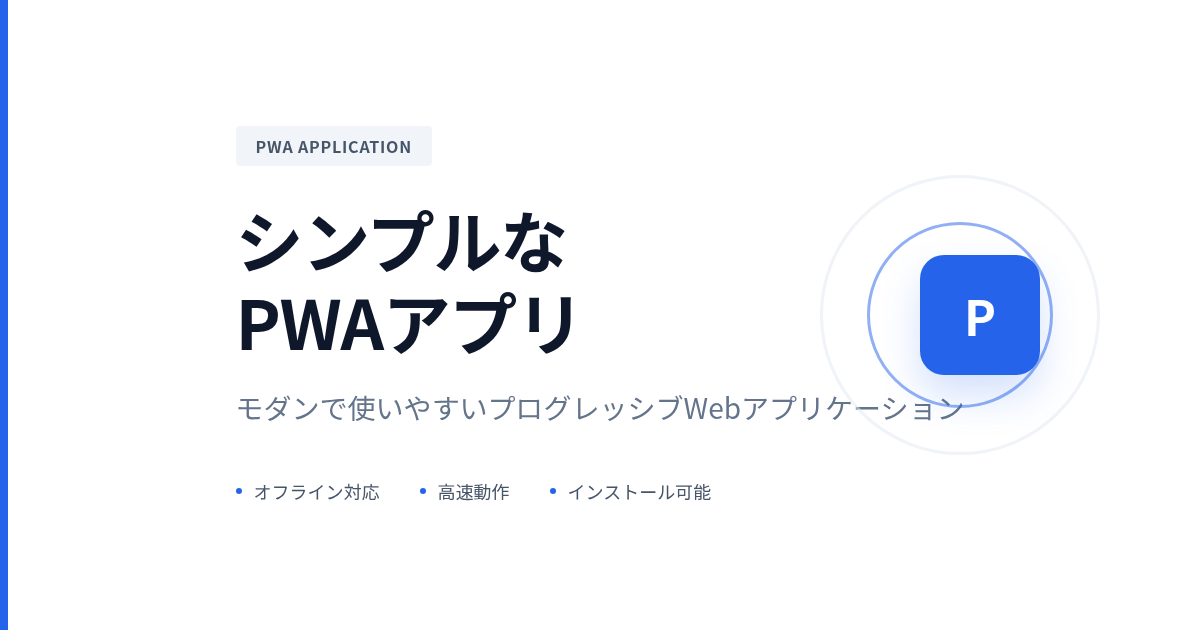 PWA APPLICATION
シンプルな
PWAアプリ
モダンで使いやすいプログレッシブWebアプリケーション
オフライン対応
高速動作
インストール可能
P